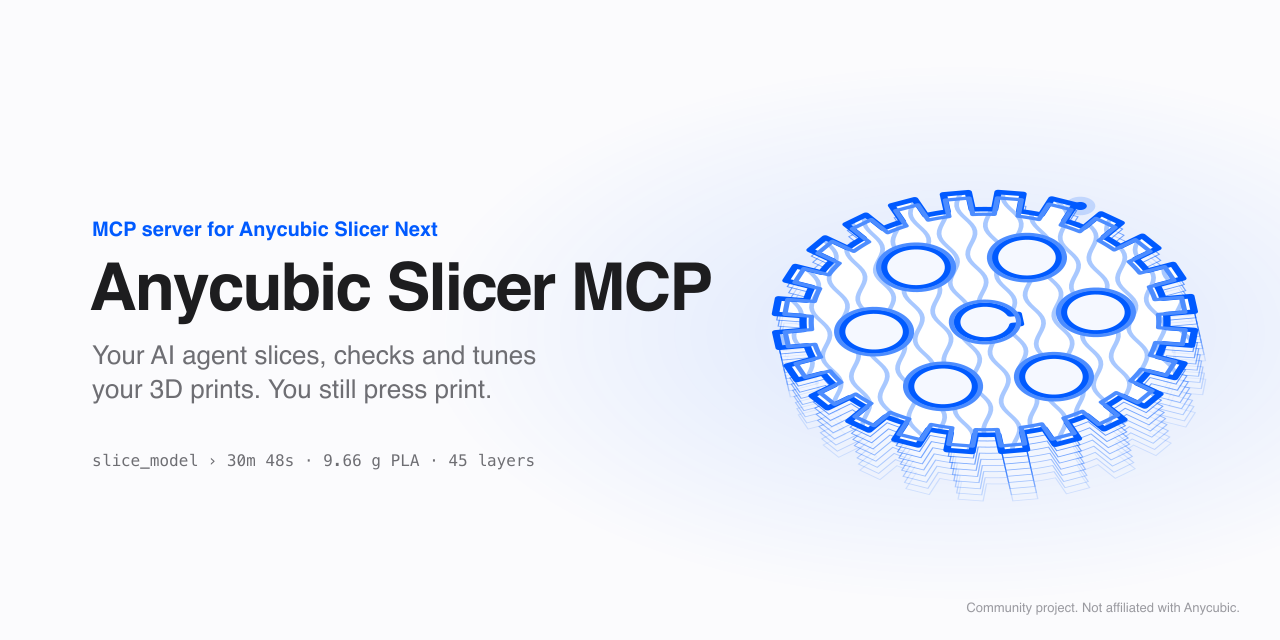 MCP server for Anycubic Slicer Next
Anycubic Slicer MCP
Your AI agent slices, checks and tunes
your 3D prints. You still press print.
slice_model › 30m 48s · 9.66 g PLA · 45 layers
Community project. Not affiliated with Anycubic.